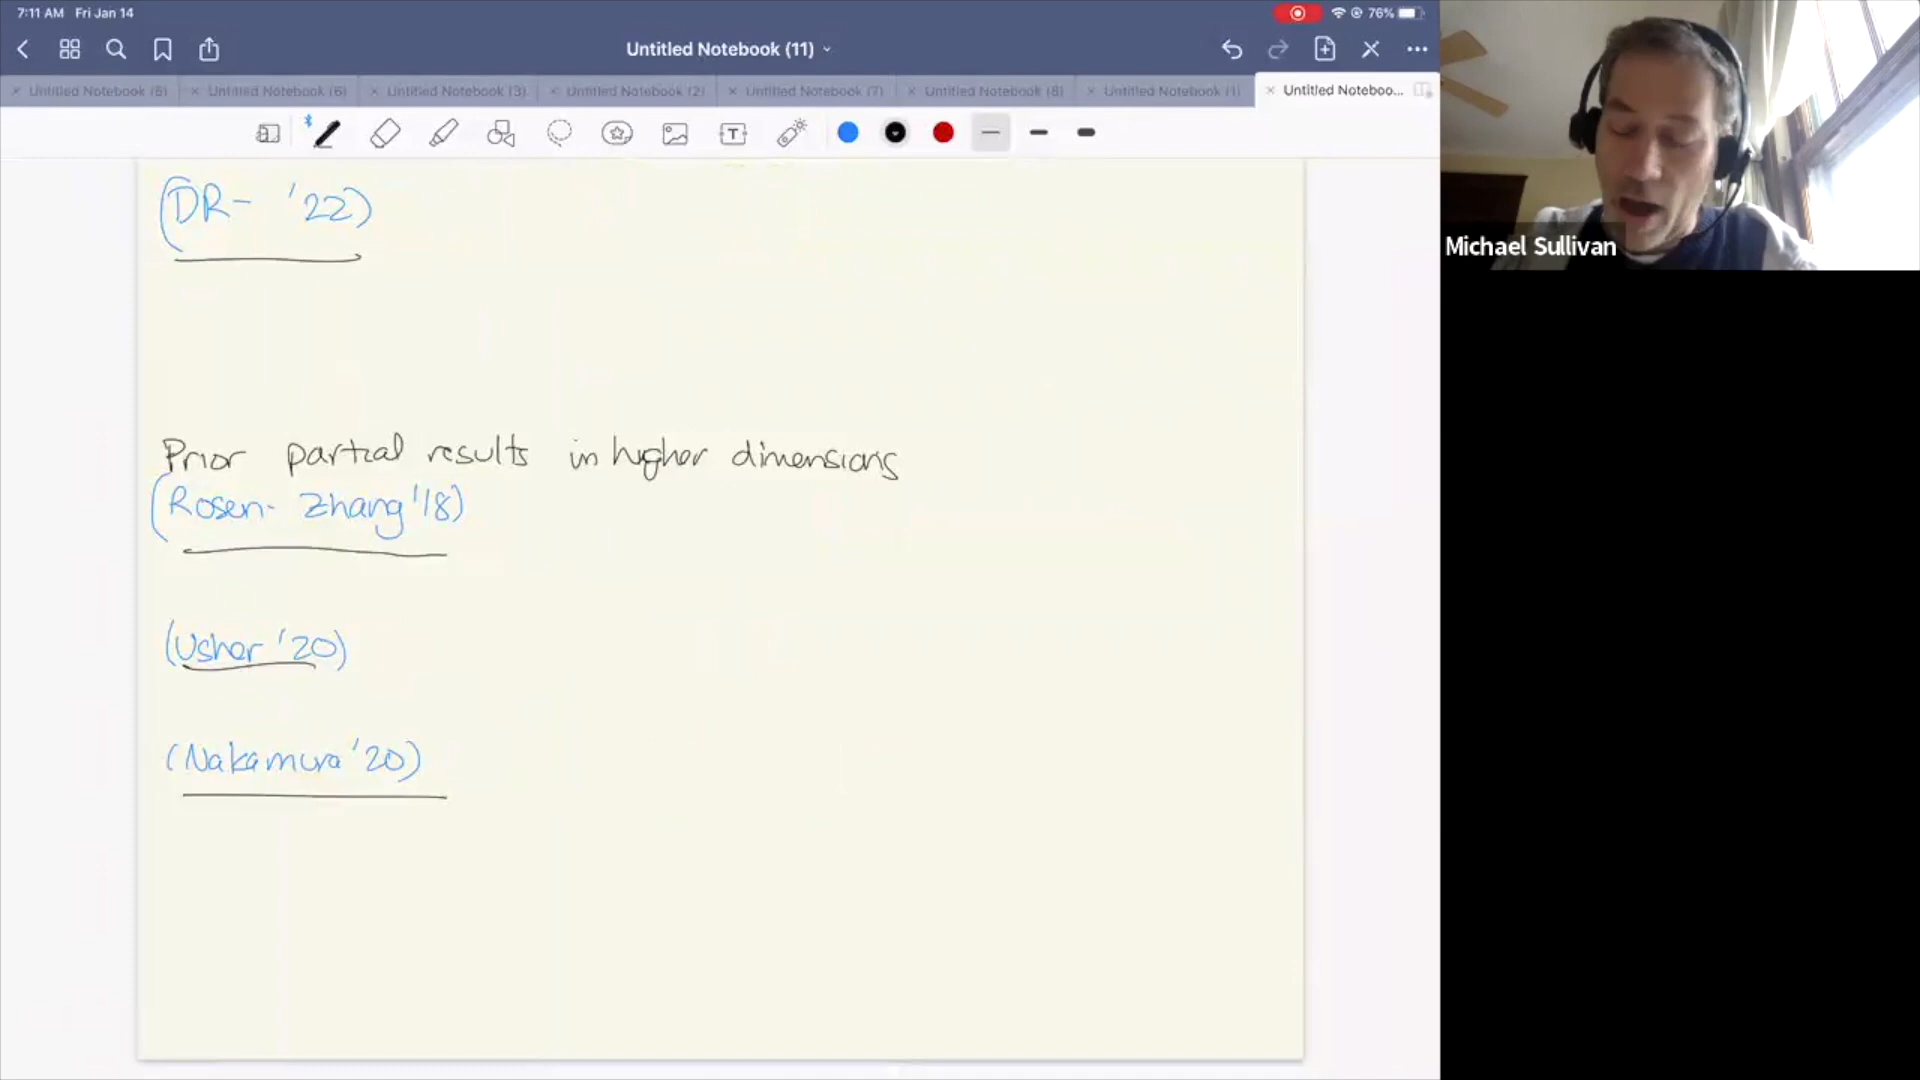 7:11 AM Fri Jan 14
76%
Untitled Notebook (11)
Untitled Notebook (5)
Untitled Notebook (6)
Untitled Notebook (3)
Untitled Notebook (2)
Untitled Notebook (7)
Untitled Notebook (8)
Untitled Notebook (1)
Untitled Noteboo...
T
Michael Sullivan
(DR- '22)
Prior partial results in higher dimensions
(Rosen- Zhang '18)
(Usher '20)
(Nakamura '20)